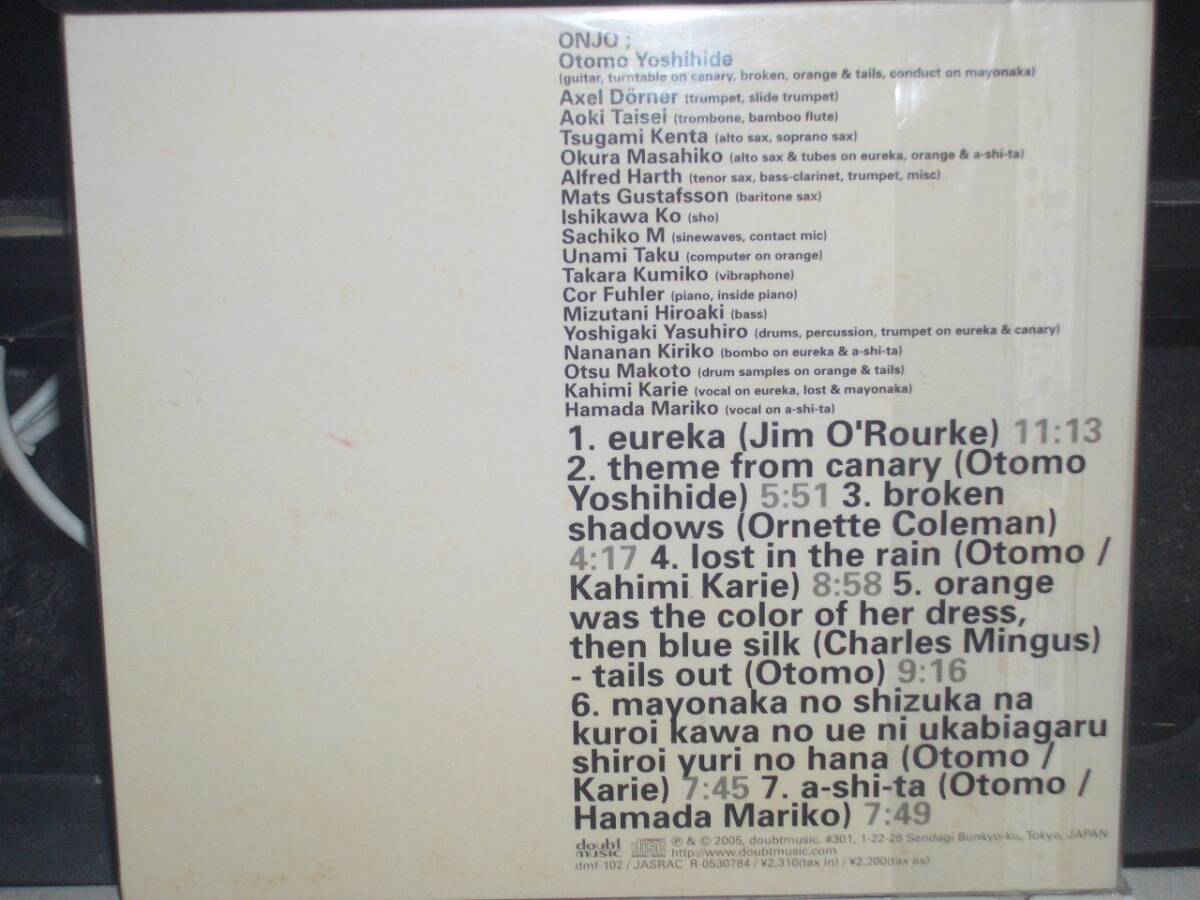 ONJO ;
Otomo Yoshihide
(guitar, turntable on canary, broken, orange & tails, conduct on mayonaka)
Axel Dörner (trumpet, slide trumpet)
Aoki Taisei (trombone, bamboo flute)
Tsugami Kenta (alto sax, soprano sax)
Okura Masahiko (alto sax & tubes on eureka, orange & a-shi-ta)
Alfred Harth (tenor sax, bass-clarinet, trumpet, misc)
Mats Gustafsson (baritone sax)
Ishikawa Ko (sho)
Sachiko M (sinewaves, contact mic)
Unami Taku (computer on orange)
Takara Kumiko (vibraphone)
Cor Fuhler (piano, inside piano)
Mizutani Hiroaki (bass)
Yoshigaki Yasuhiro (drums, percussion, trumpet on eureka & canary)
Nananan Kiriko (bombo on eureka & a-shi-ta)
Otsu Makoto (drum samples on orange & tails)
Kahimi Karie (vocal on eureka, lost & mayonaka)
Hamada Mariko (vocal on a-shi-ta)
1. eureka (Jim O'Rourke) 11:13
2. theme from canary (Otomo
Yoshihide) 5:51 3. broken
shadows (Ornette Coleman)
4:17 4. lost in the rain (Otomo /
Kahimi Karie) 8:58 5. orange
was the color of her dress,
then blue silk (Charles Mingus)
- tails out (Otomo) 9:16
6. mayonaka no shizuka na
kuroi kawa no ue ni ukabiagaru
shiroi yuri no hana (Otomo /
Karie) 7:45 7. a-shi-ta (Otomo /
Hamada Mariko) 7:49
doubt music ℗ & © 2005, doubtmusic. #301, 1-22-26 Sendagi Bunkyo-ku, Tokyo, JAPAN
http://www.doubtmusic.com
dmf-102 / JASRAC R-0530784 / ¥2,310(tax in) / ¥2,200(tax ex)